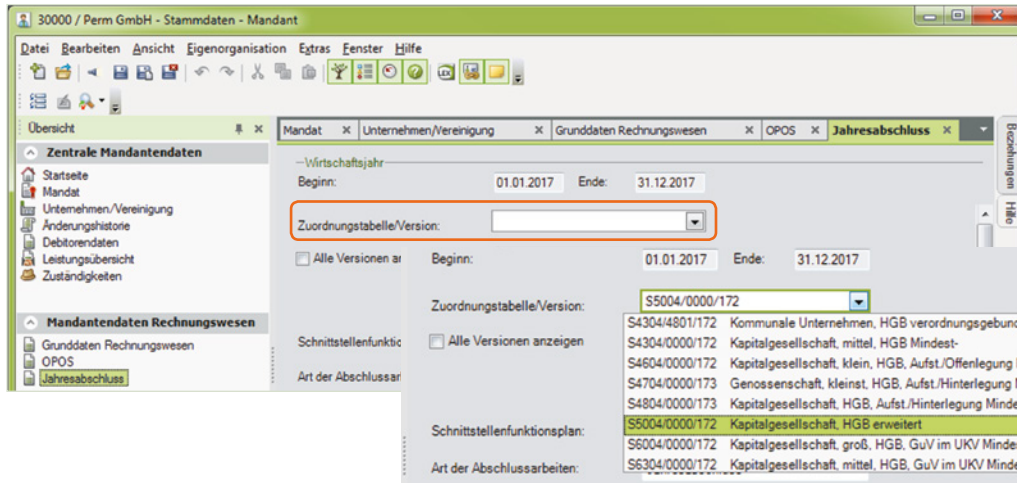 30000 / Perm GmbH - Stammdaten - Mandant
Datei Bearbeiten Ansicht Eigenorganisation Extras Fenster Hilfe
Übersicht
Zentrale Mandantendaten
Startseite
Mandat
Unternehmen/Vereinigung
Änderungshistorie
Debitorendaten
Leistungsübersicht
Zuständigkeiten
Mandantendaten Rechnungswesen
Grunddaten Rechnungswesen
OPOS
Jahresabschluss
Mandat Unternehmen/Vereinigung Grunddaten Rechnungswesen OPOS Jahresabschluss
Wirtschaftsjahr
Beginn: 01.01.2017 Ende: 31.12.2017
Zuordnungstabelle/Version:
Alle Versionen an
Schnittstellenfunktio
Art der Abschlussar
Beziehungen
Hilfe
Beginn: 01.01.2017 Ende: 31.12.2017
Zuordnungstabelle/Version: S5004/0000/172
Alle Versionen anzeigen
Schnittstellenfunktionsplan:
Art der Abschlussarbeiten:
S4304/4801/172 Kommunale Unternehmen, HGB verordnungsgebund
S4304/0000/172 Kapitalgesellschaft, mittel, HGB Mindest-
S4604/0000/172 Kapitalgesellschaft, klein, HGB, Aufst./Offenlegung
S4704/0000/173 Genossenschaft, kleinst, HGB, Aufst./Hinterlegung
S4804/0000/173 Kapitalgesellschaft, HGB, Aufst./Hinterlegung Minde
S5004/0000/172 Kapitalgesellschaft, HGB erweitert
S6004/0000/172 Kapitalgesellschaft, groß, HGB, GuV im UKV Minde
S6304/0000/172 Kapitalgesellschaft, mittel, HGB, GuV im UKV Minde